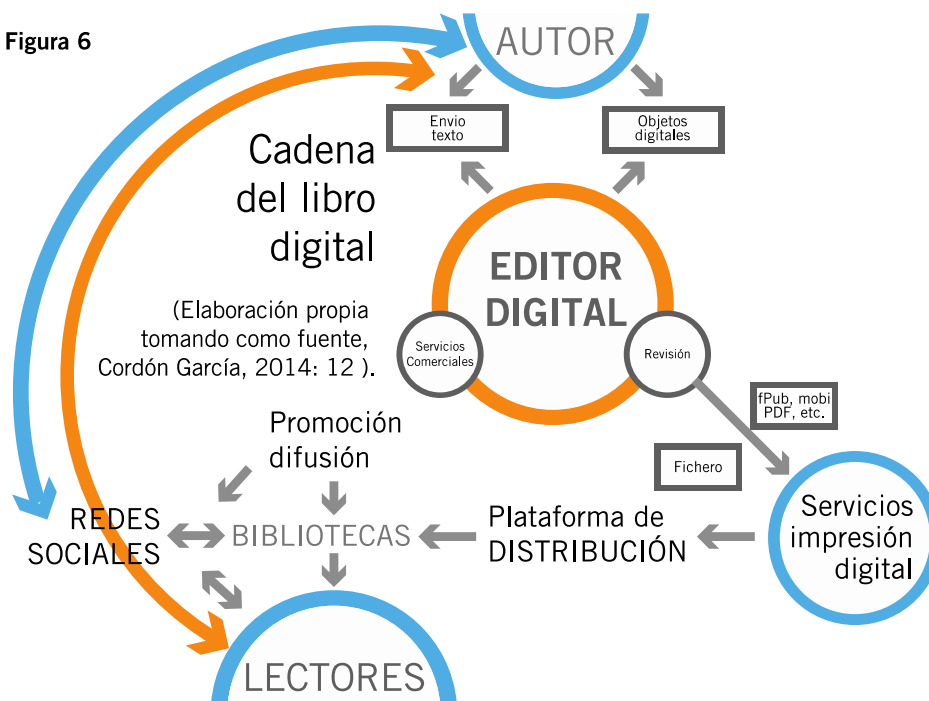 Figura 6
AUTOR
Envio
texto
Objetos
digítales
Cadena
del libro
digital
(Elaboración propia
tomando como fuente,
Cordón García, 2014: 12 ).
EDITOR
DIGITAL
Servicios
Comerciales
Revisión
fPub, mobi
PDF, etc.
Fichero
Promoción
difusión
REDES
SOCIALES
BIBLIOTECAS
Plataforma de
DISTRIBUCIÓN
Servicios
impresión
digital
LECTORES